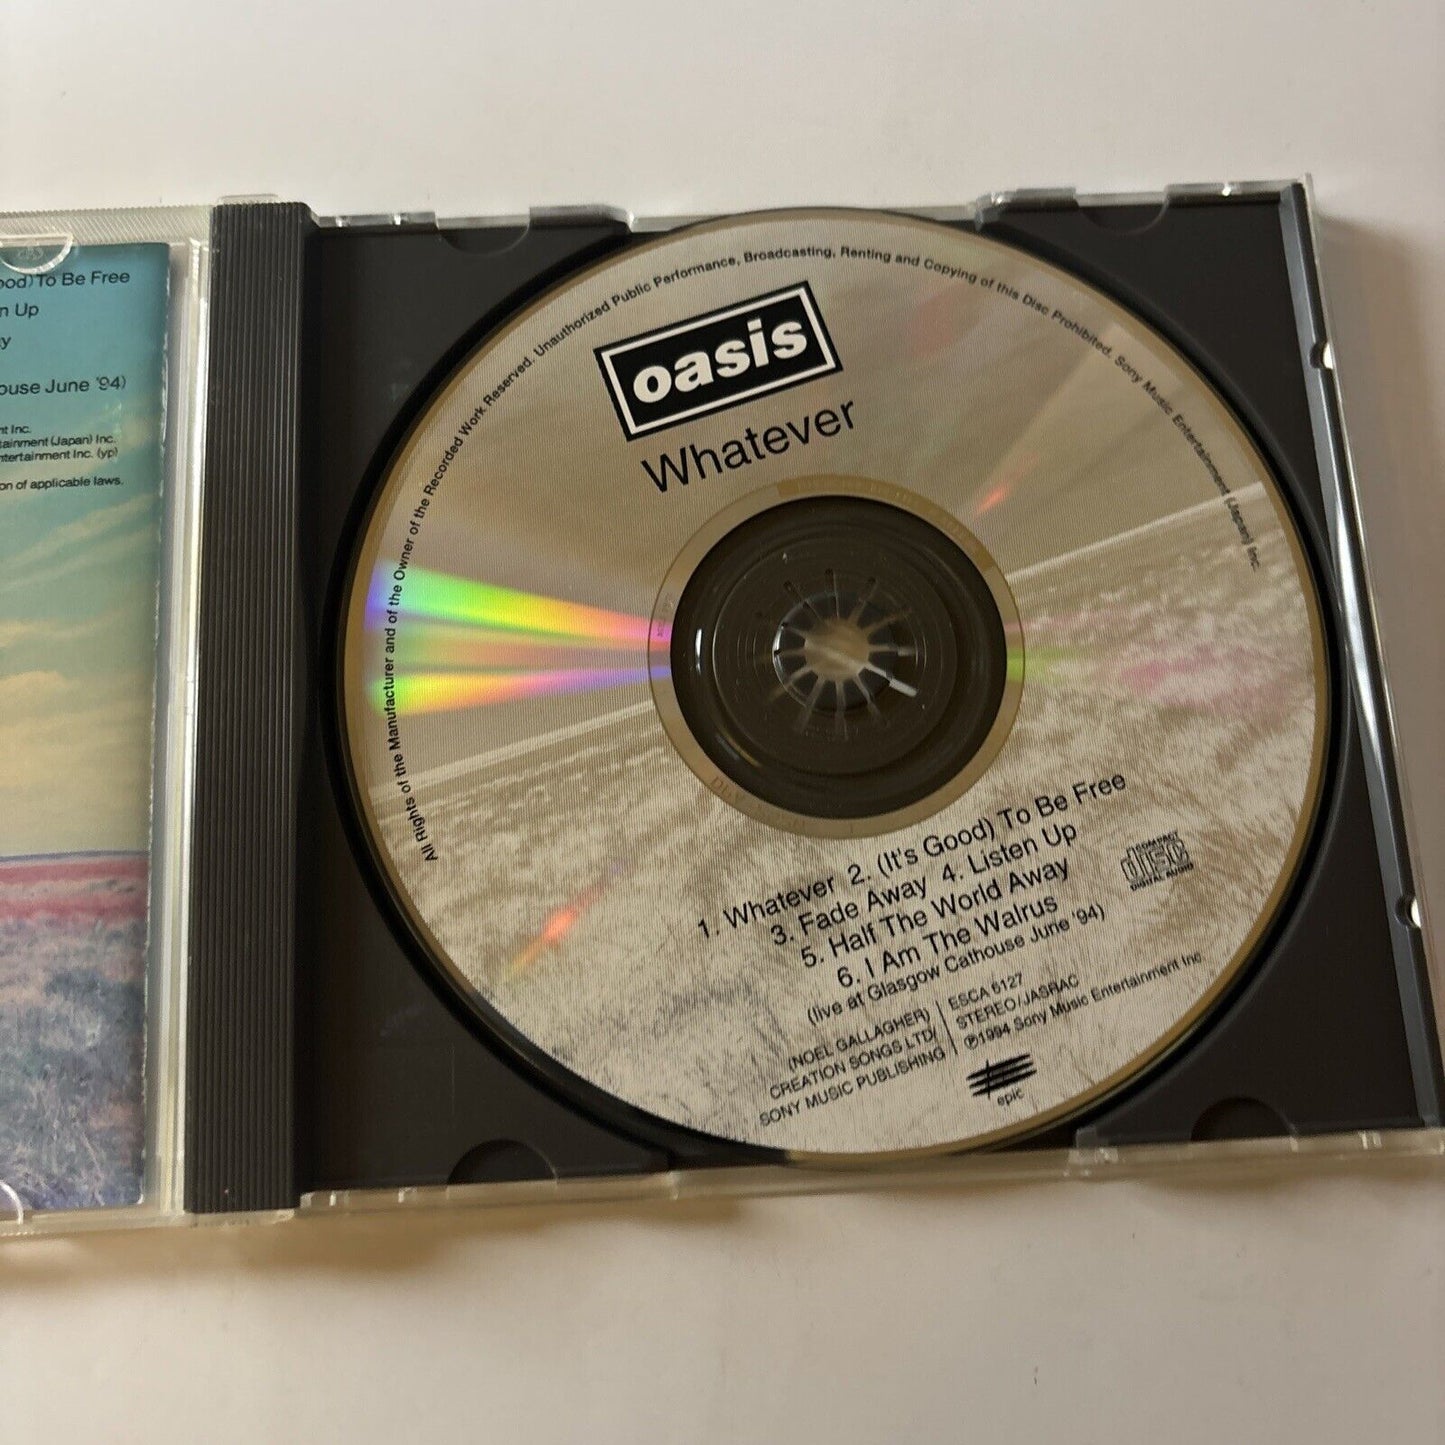 ood) To Be Free
n Up
y
ouse June '94)
nt Inc.
tainment (Japan) Inc.
ntertainment Inc. (yp)
on of applicable laws.
All Rights of the Manufacturer and of the Owner of the Recorded Work Reserved. Unauthorized Public Performance, Broadcasting, Renting and Copying of this Disc Prohibited. Sony Music Entertainment (Japan) Inc.
oasis
Whatever
1. Whatever 2. (It's Good) To Be Free
3. Fade Away 4. Listen Up
5. Half The World Away
6. I Am The Walrus
(live at Glasgow Cathouse June '94)
COMPACT
disc
DIGITAL AUDIO
(NOEL GALLAGHER)
CREATION SONGS LTD/
SONY MUSIC PUBLISHING
ESCA 6127
STEREO/JASRAC
℗1994 Sony Music Entertainment Inc.
epic